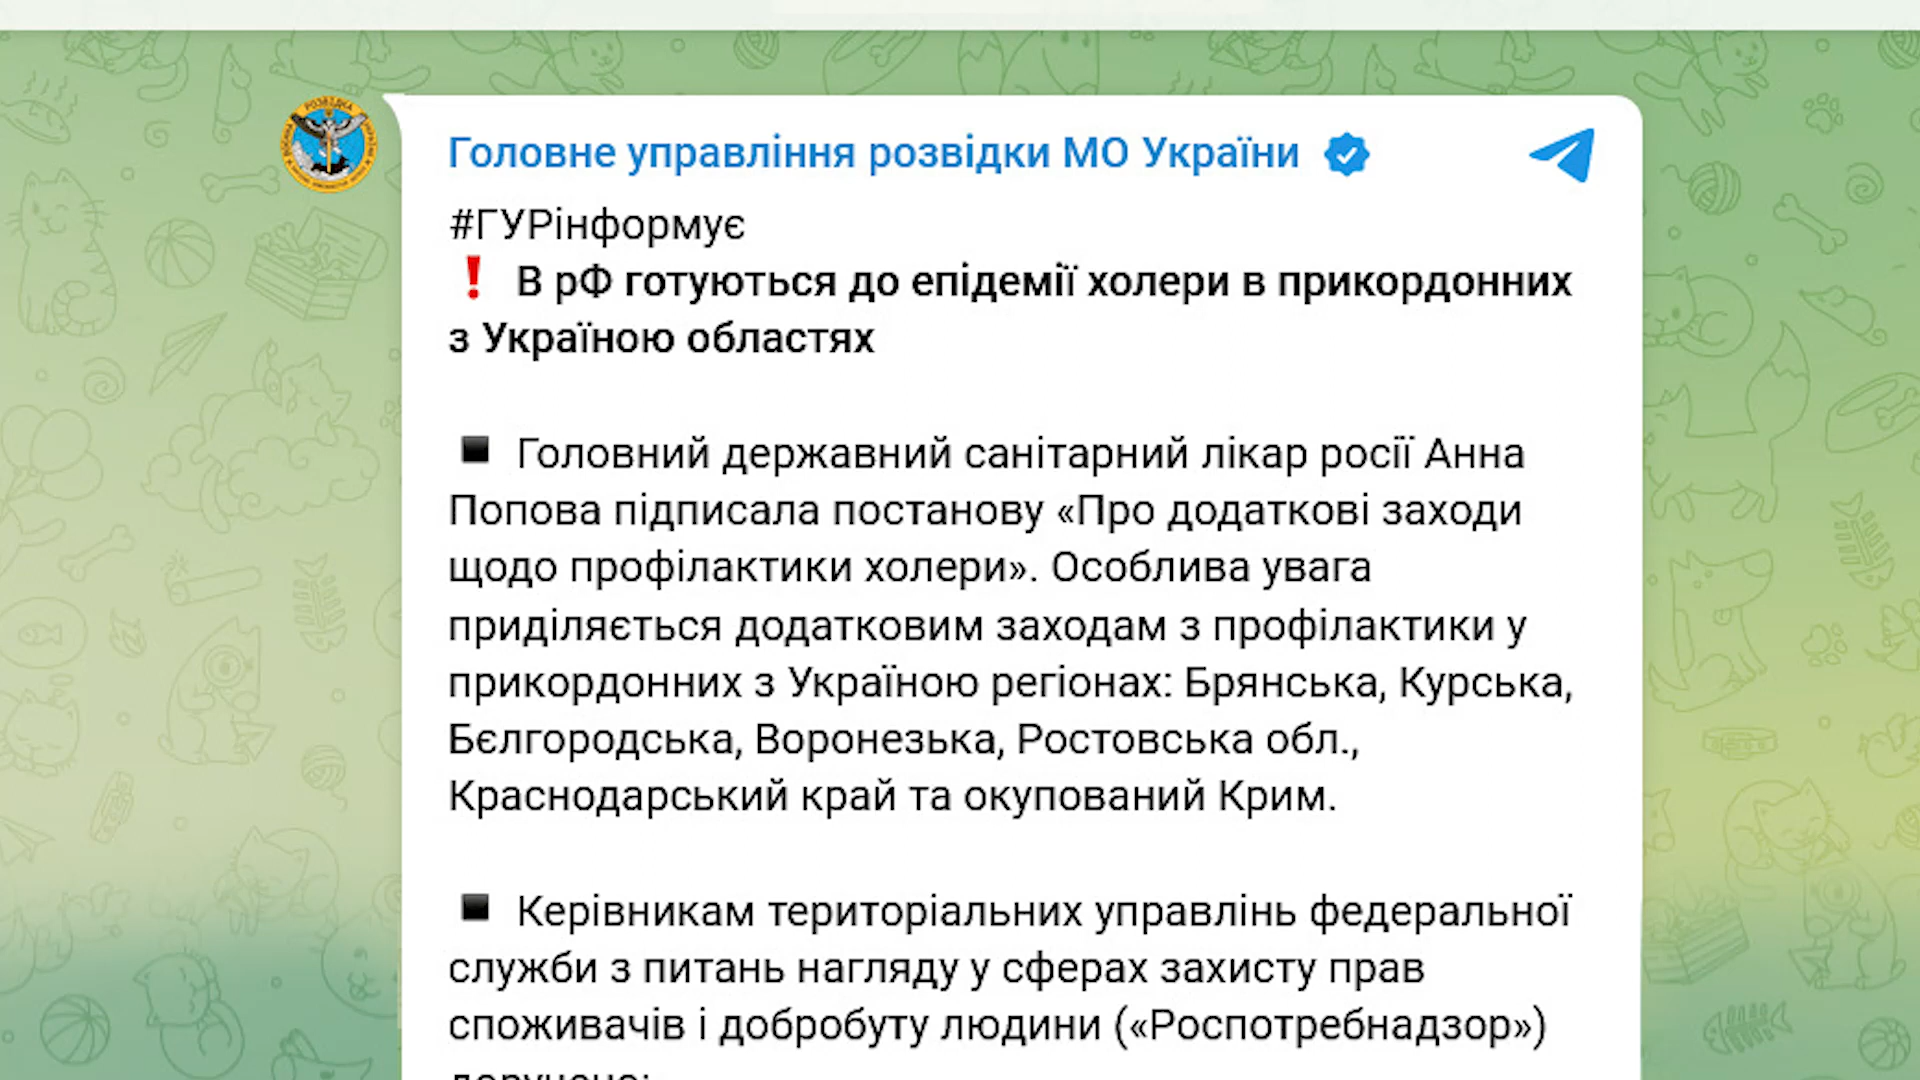 Головне управління розвідки МО України
#ГУРінформує
❗ В рФ готуються до епідемії холери в прикордонних
з Україною областях
▪ Головний державний санітарний лікар росії Анна
Попова підписала постанову «Про додаткові заходи
щодо профілактики холери». Особлива увага
приділяється додатковим заходам з профілактики у
прикордонних з Україною регіонах: Брянська, Курська,
Бєлгородська, Воронезька, Ростовська обл.,
Краснодарський край та окупований Крим.
▪ Керівникам територіальних управлінь федеральної
служби з питань нагляду у сферах захисту прав
споживачів і добробуту людини («Роспотребнадзор»)